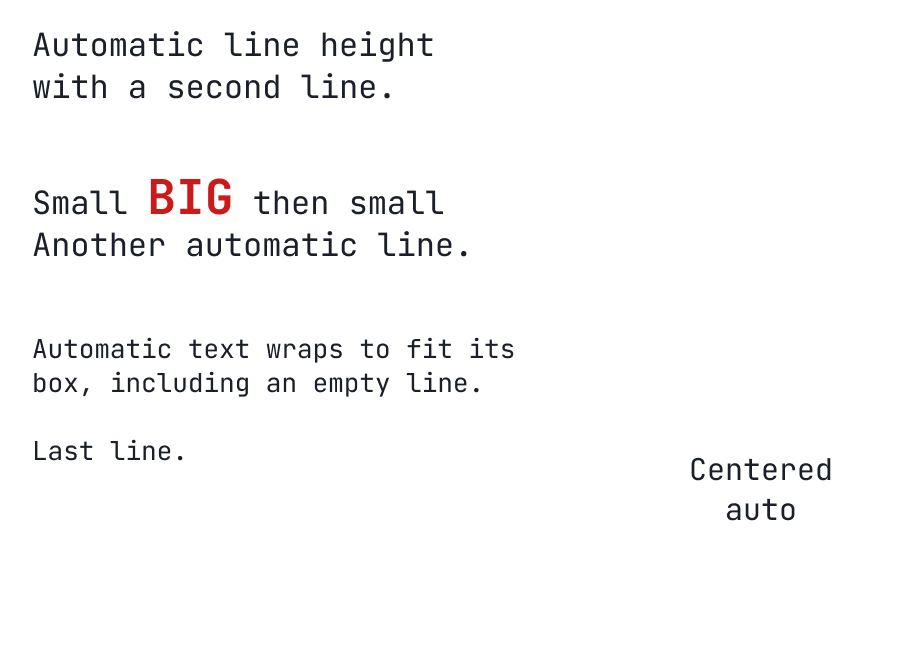 Automatic line height
with a second line.
Small BIG then small
Another automatic line.
Automatic text wraps to fit its
box, including an empty line.

Last line.
Centered
auto